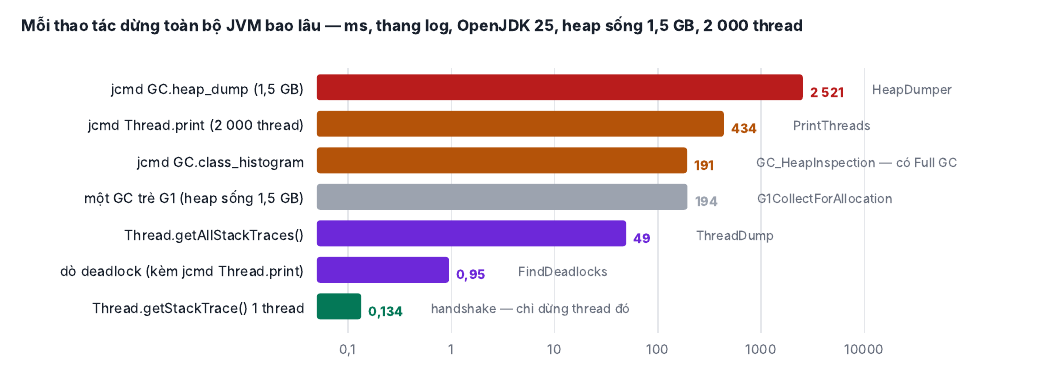 Mỗi thao tác dừng toàn bộ JVM bao lâu — ms, thang log, OpenJDK 25, heap sống 1,5 GB, 2 000 thread
jcmd GC.heap_dump (1,5 GB) 2 521 HeapDumper
jcmd Thread.print (2 000 thread) 434 PrintThreads
jcmd GC.class_histogram 191 GC_HeapInspection — có Full GC
một GC trẻ G1 (heap sống 1,5 GB) 194 G1CollectForAllocation
Thread.getAllStackTraces() 49 ThreadDump
dò deadlock (kèm jcmd Thread.print) 0,95 FindDeadlocks
Thread.getStackTrace() 1 thread 0,134 handshake — chỉ dừng thread đó
0,1 1 10 100 1000 10000